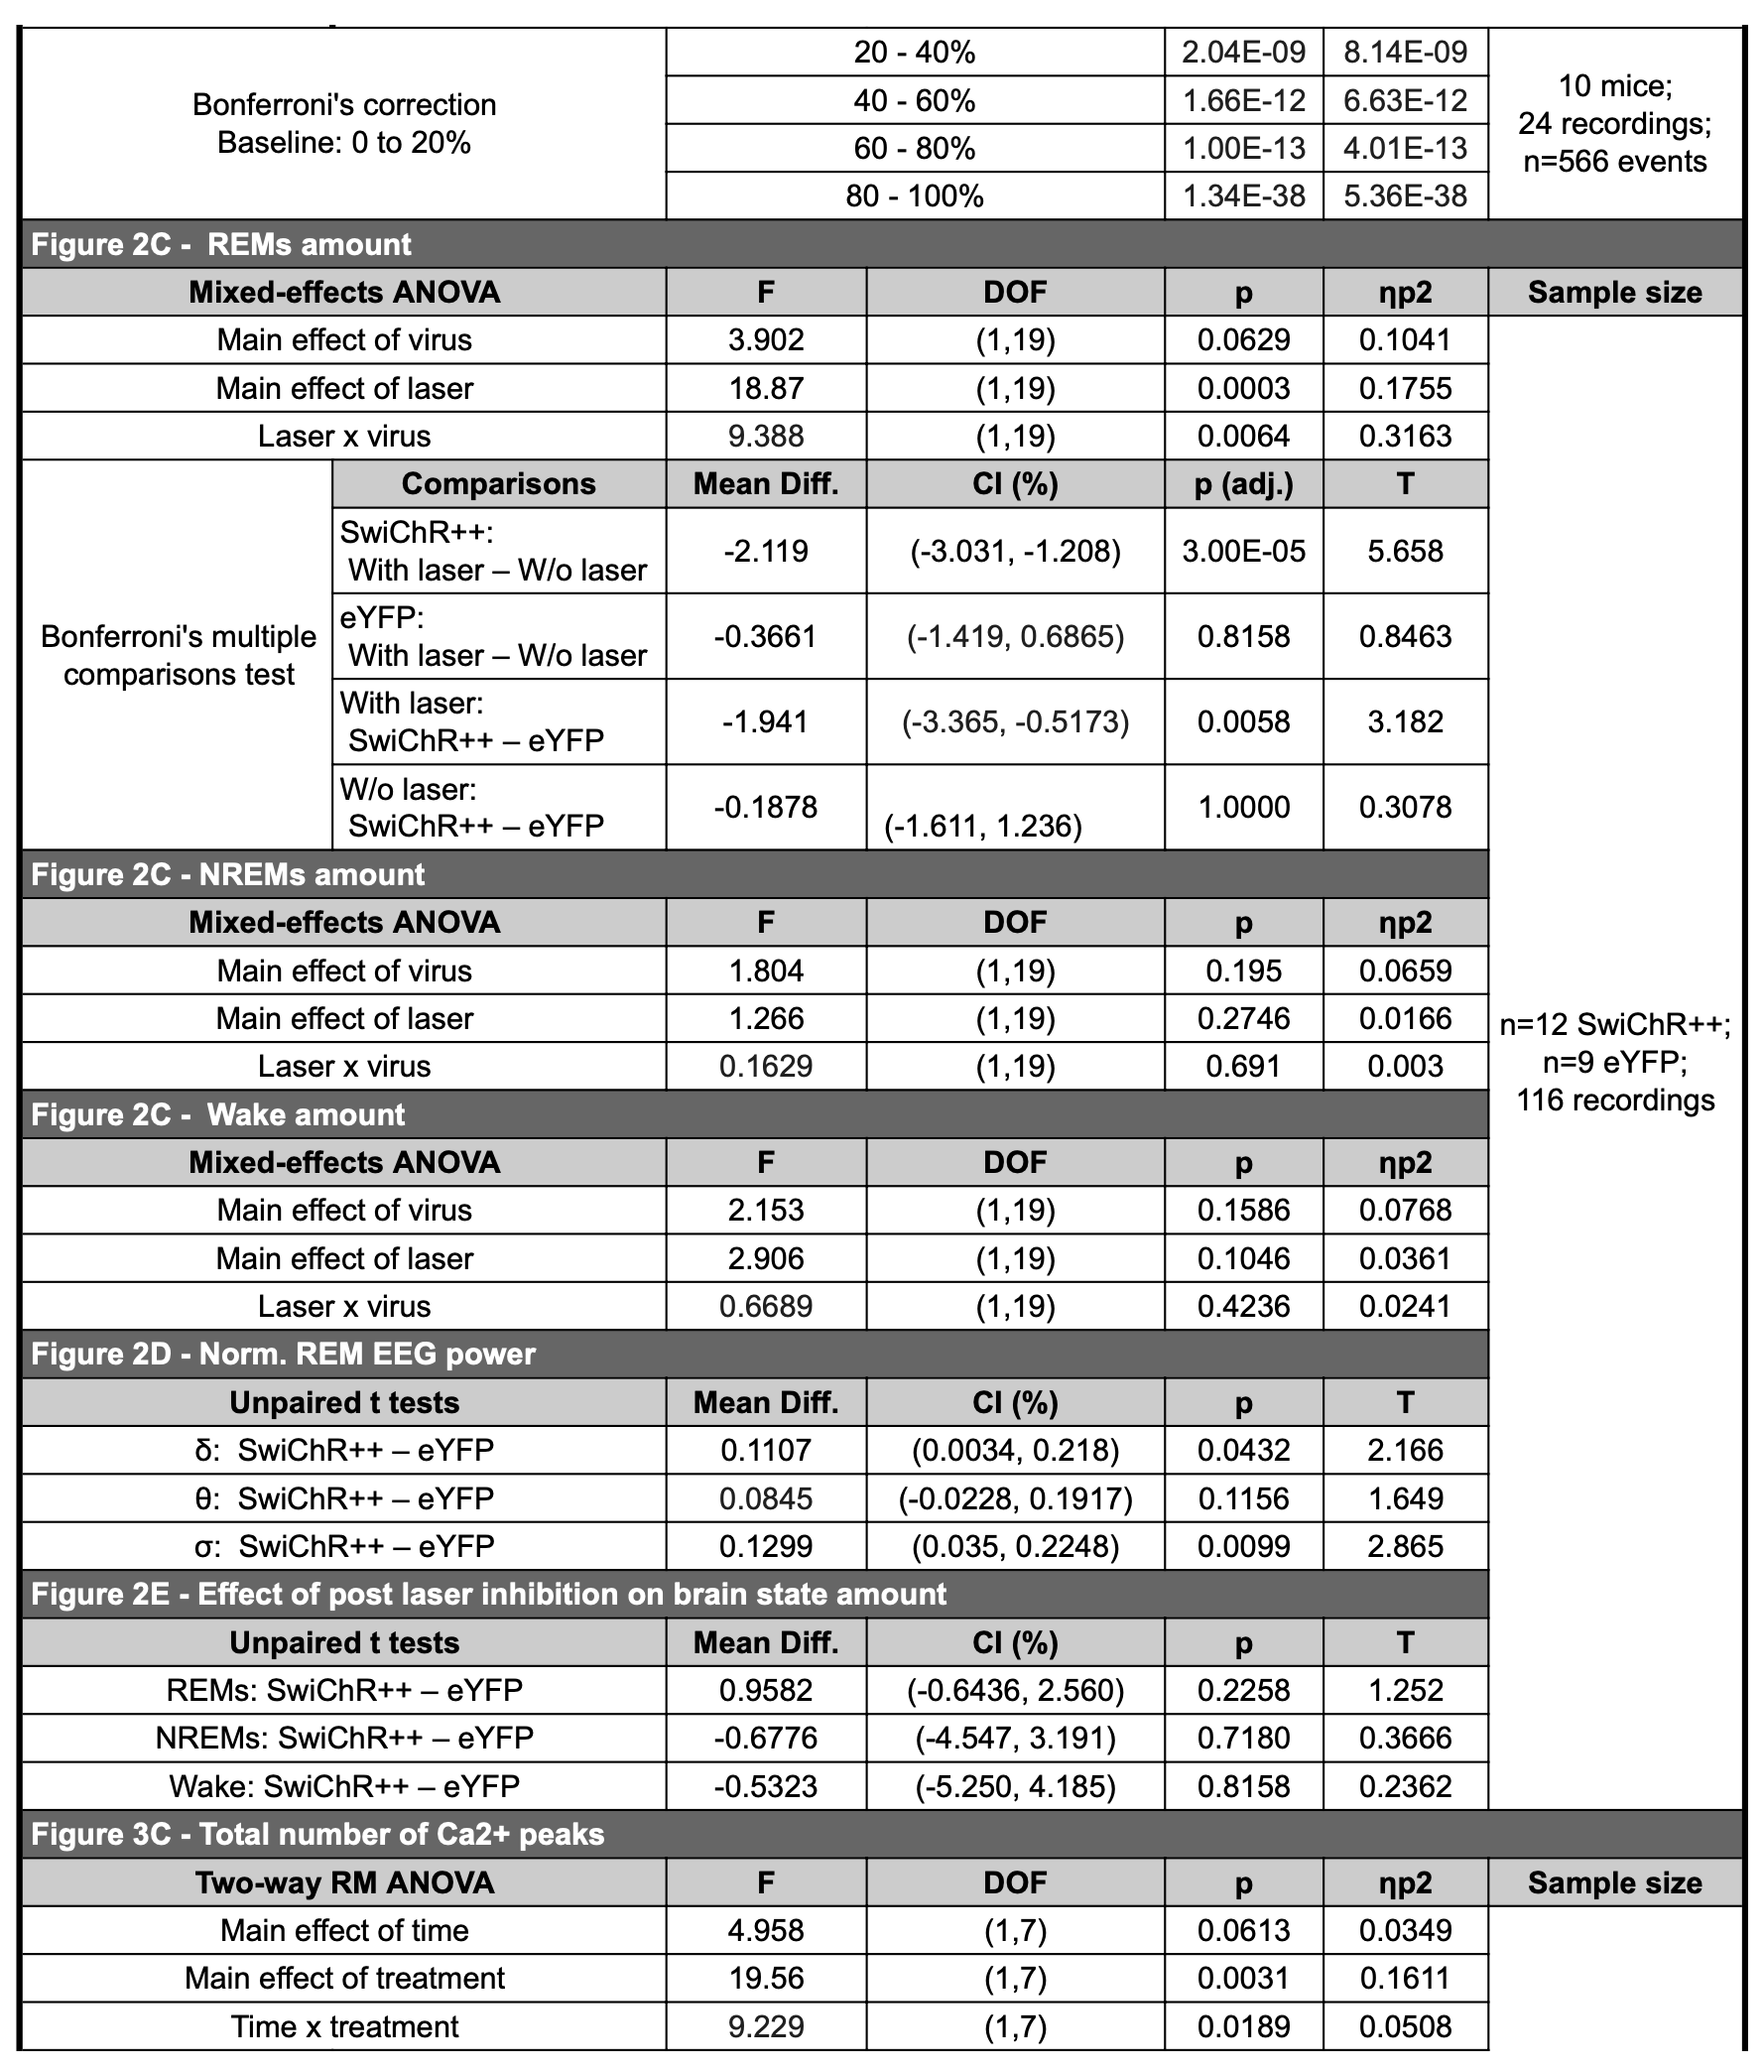 20 - 40% 2.04E-09 8.14E-09
Bonferroni's correction
Baseline: 0 to 20%
40 - 60% 1.66E-12 6.63E-12
60 - 80% 1.00E-13 4.01E-13
80 - 100% 1.34E-38 5.36E-38
10 mice;
24 recordings;
n=566 events
Figure 2C - REMs amount
Mixed-effects ANOVA F DOF p ηp2 Sample size
Main effect of virus 3.902 (1,19) 0.0629 0.1041
Main effect of laser 18.87 (1,19) 0.0003 0.1755
Laser x virus 9.388 (1,19) 0.0064 0.3163
Comparisons Mean Diff. CI (%) p (adj.) T
Bonferroni's multiple
comparisons test
SwiChR++:
With laser – W/o laser -2.119 (-3.031, -1.208) 3.00E-05 5.658
eYFP:
With laser – W/o laser -0.3661 (-1.419, 0.6865) 0.8158 0.8463
With laser:
SwiChR++ – eYFP -1.941 (-3.365, -0.5173) 0.0058 3.182
W/o laser:
SwiChR++ – eYFP -0.1878 (-1.611, 1.236) 1.0000 0.3078
Figure 2C - NREMs amount
Mixed-effects ANOVA F DOF p ηp2
Main effect of virus 1.804 (1,19) 0.195 0.0659
Main effect of laser 1.266 (1,19) 0.2746 0.0166
Laser x virus 0.1629 (1,19) 0.691 0.003
n=12 SwiChR++;
n=9 eYFP;
116 recordings
Figure 2C - Wake amount
Mixed-effects ANOVA F DOF p ηp2
Main effect of virus 2.153 (1,19) 0.1586 0.0768
Main effect of laser 2.906 (1,19) 0.1046 0.0361
Laser x virus 0.6689 (1,19) 0.4236 0.0241
Figure 2D - Norm. REM EEG power
Unpaired t tests Mean Diff. CI (%) p T
δ: SwiChR++ – eYFP 0.1107 (0.0034, 0.218) 0.0432 2.166
θ: SwiChR++ – eYFP 0.0845 (-0.0228, 0.1917) 0.1156 1.649
σ: SwiChR++ – eYFP 0.1299 (0.035, 0.2248) 0.0099 2.865
Figure 2E - Effect of post laser inhibition on brain state amount
Unpaired t tests Mean Diff. CI (%) p T
REMs: SwiChR++ – eYFP 0.9582 (-0.6436, 2.560) 0.2258 1.252
NREMs: SwiChR++ – eYFP -0.6776 (-4.547, 3.191) 0.7180 0.3666
Wake: SwiChR++ – eYFP -0.5323 (-5.250, 4.185) 0.8158 0.2362
Figure 3C - Total number of Ca2+ peaks
Two-way RM ANOVA F DOF p ηp2 Sample size
Main effect of time 4.958 (1,7) 0.0613 0.0349
Main effect of treatment 19.56 (1,7) 0.0031 0.1611
Time x treatment 9.229 (1,7) 0.0189 0.0508